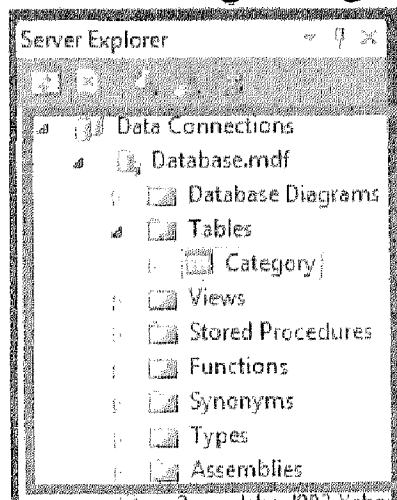 Server Explorer
Data Connections
Database.mdf
Database Diagrams
Tables
Category
Views
Stored Procedures
Functions
Synonyms
Types
Assemblies